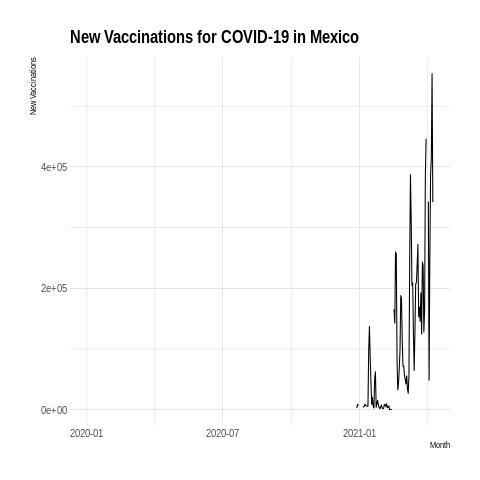 New Vaccinations for COVID-19 in Mexico
New Vaccinations
4e+05
2e+05
0e+00
2020-01
2020-07
2021-01
Month